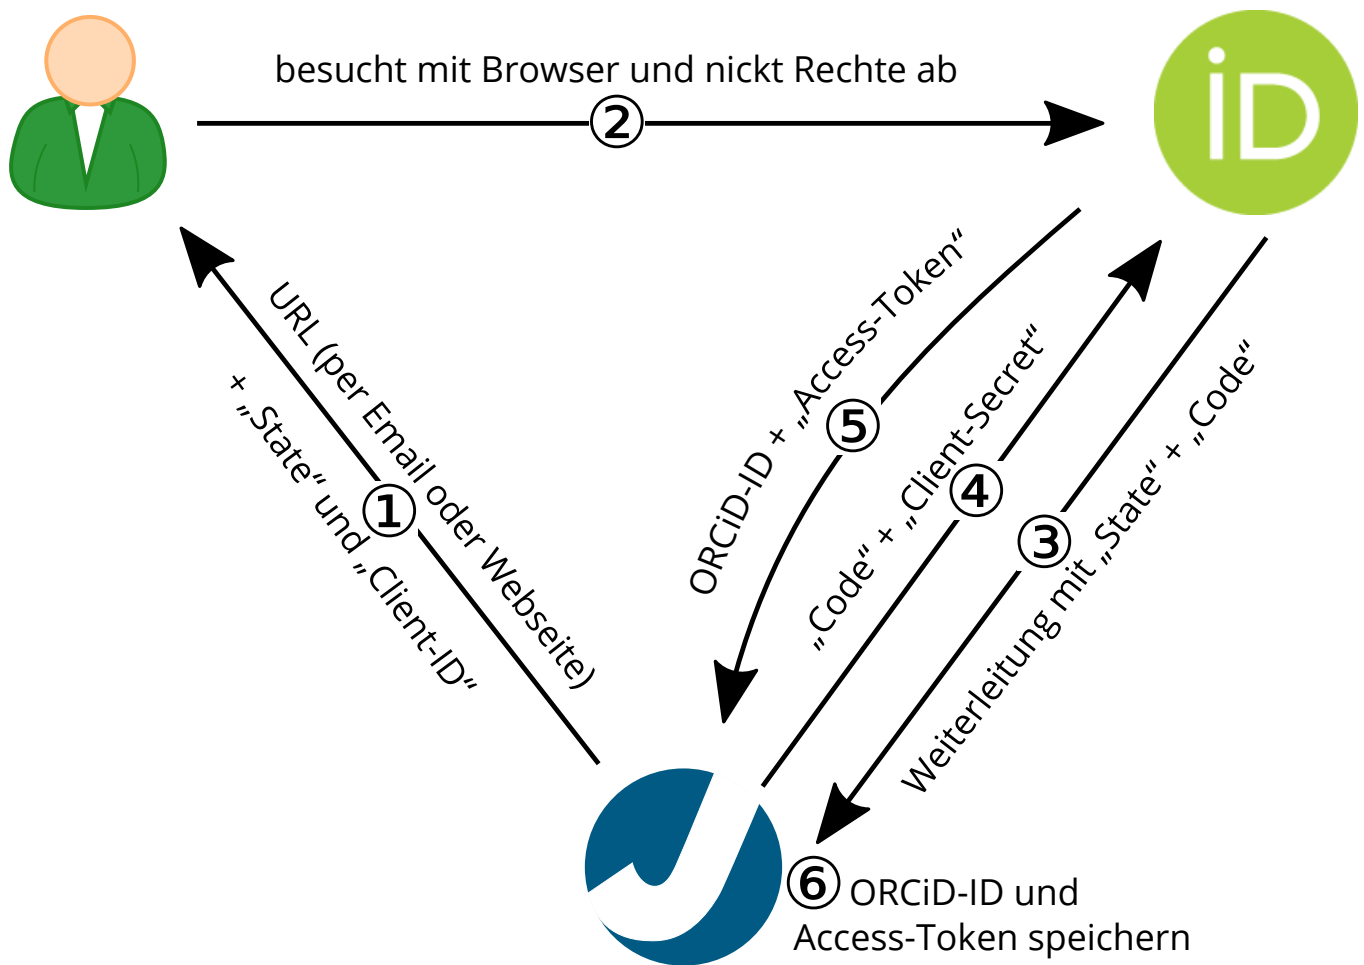 besucht mit Browser und nickt Rechte ab
②
iD
URL (per Email oder Webseite)
①
+ „State“ und „Client-ID“
ORCiD-ID + „Access-Token“
⑤
„Code“ + „Client-Secret“
④
③
Weiterleitung mit „State“ + „Code“
⑥ ORCiD-ID und
Access-Token speichern